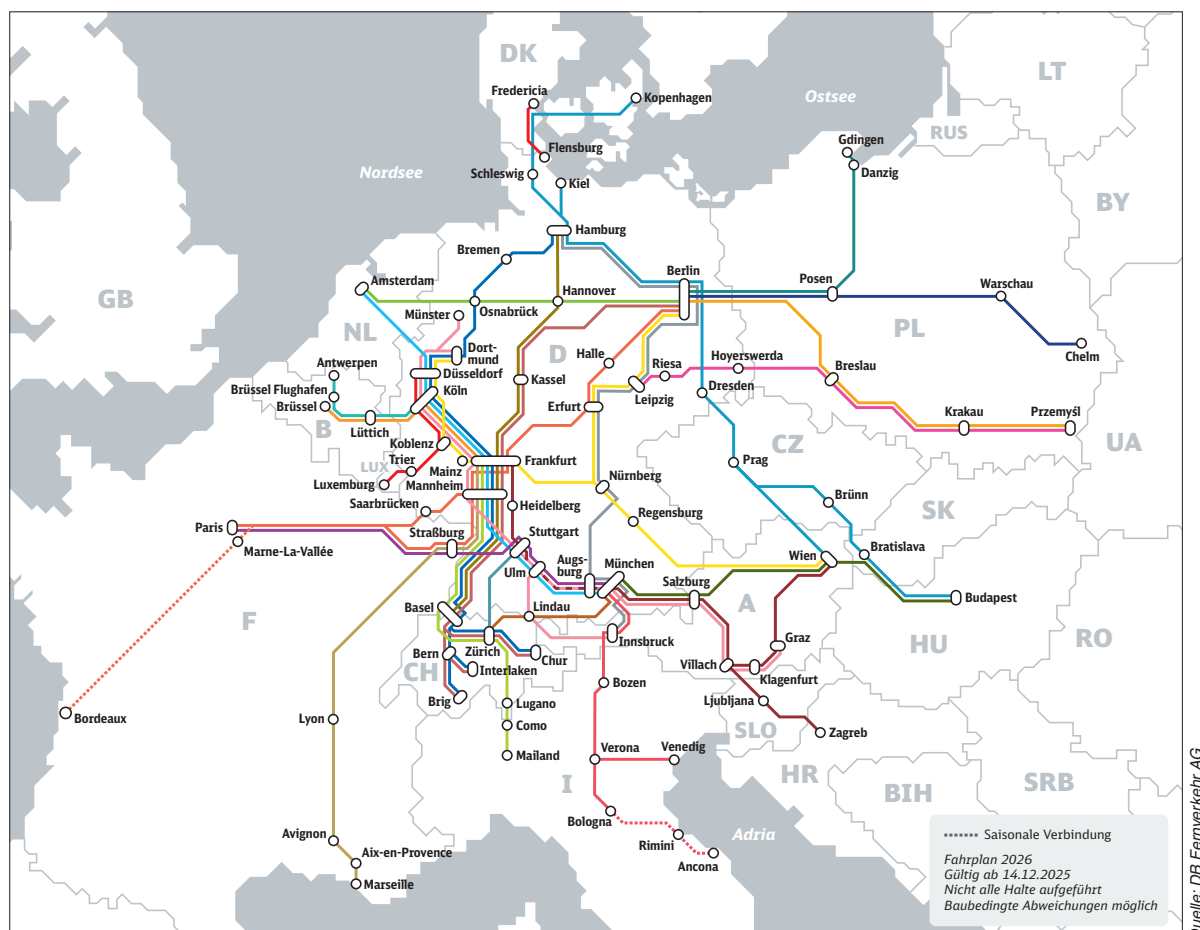 DK
LT
Fredericia
Kopenhagen
Ostsee
RUS
Gdingen
Flensburg
Danzig
Nordsee
Schleswig
Kiel
BY
Hamburg
Bremen
Amsterdam
Berlin
Posen
Warschau
GB
Hannover
Osnabrück
Münster
NL
PL
D
Dort-
mund
Halle
Chelm
Antwerpen
Düsseldorf
Riesa
Hoyerswerda
Breslau
Brüssel Flughafen
Kassel
Köln
Dresden
Brüssel
Erfurt
Leipzig
Krakau
Przemyśl
B
Lüttich
CZ
UA
Koblenz
Trier
LUX
Mainz
Frankfurt
Prag
Luxemburg
Mannheim
Nürnberg
Saarbrücken
Heidelberg
Brünn
SK
Regensburg
Paris
Straßburg
Stuttgart
Marne-La-Vallée
Wien
Bratislava
Augs-
burg
München
Ulm
Salzburg
Budapest
Basel
Lindau
A
F
Innsbruck
Graz
HU
RO
Bern
Zürich
Chur
CH
Interlaken
Villach
Klagenfurt
Bozen
Brig
Lugano
Ljubljana
Bordeaux
Lyon
Como
SLO
Zagreb
Mailand
Verona
Venedig
HR
I
BIH
SRB
Bologna
Avignon
Rimini
Adria
Aix-en-Provence
Ancona
Marseille
Saisonale Verbindung
Fahrplan 2026
Gültig ab 14.12.2025
Nicht alle Halte aufgeführt
Baubedingte Abweichungen möglich
DB Fernverkehr AG